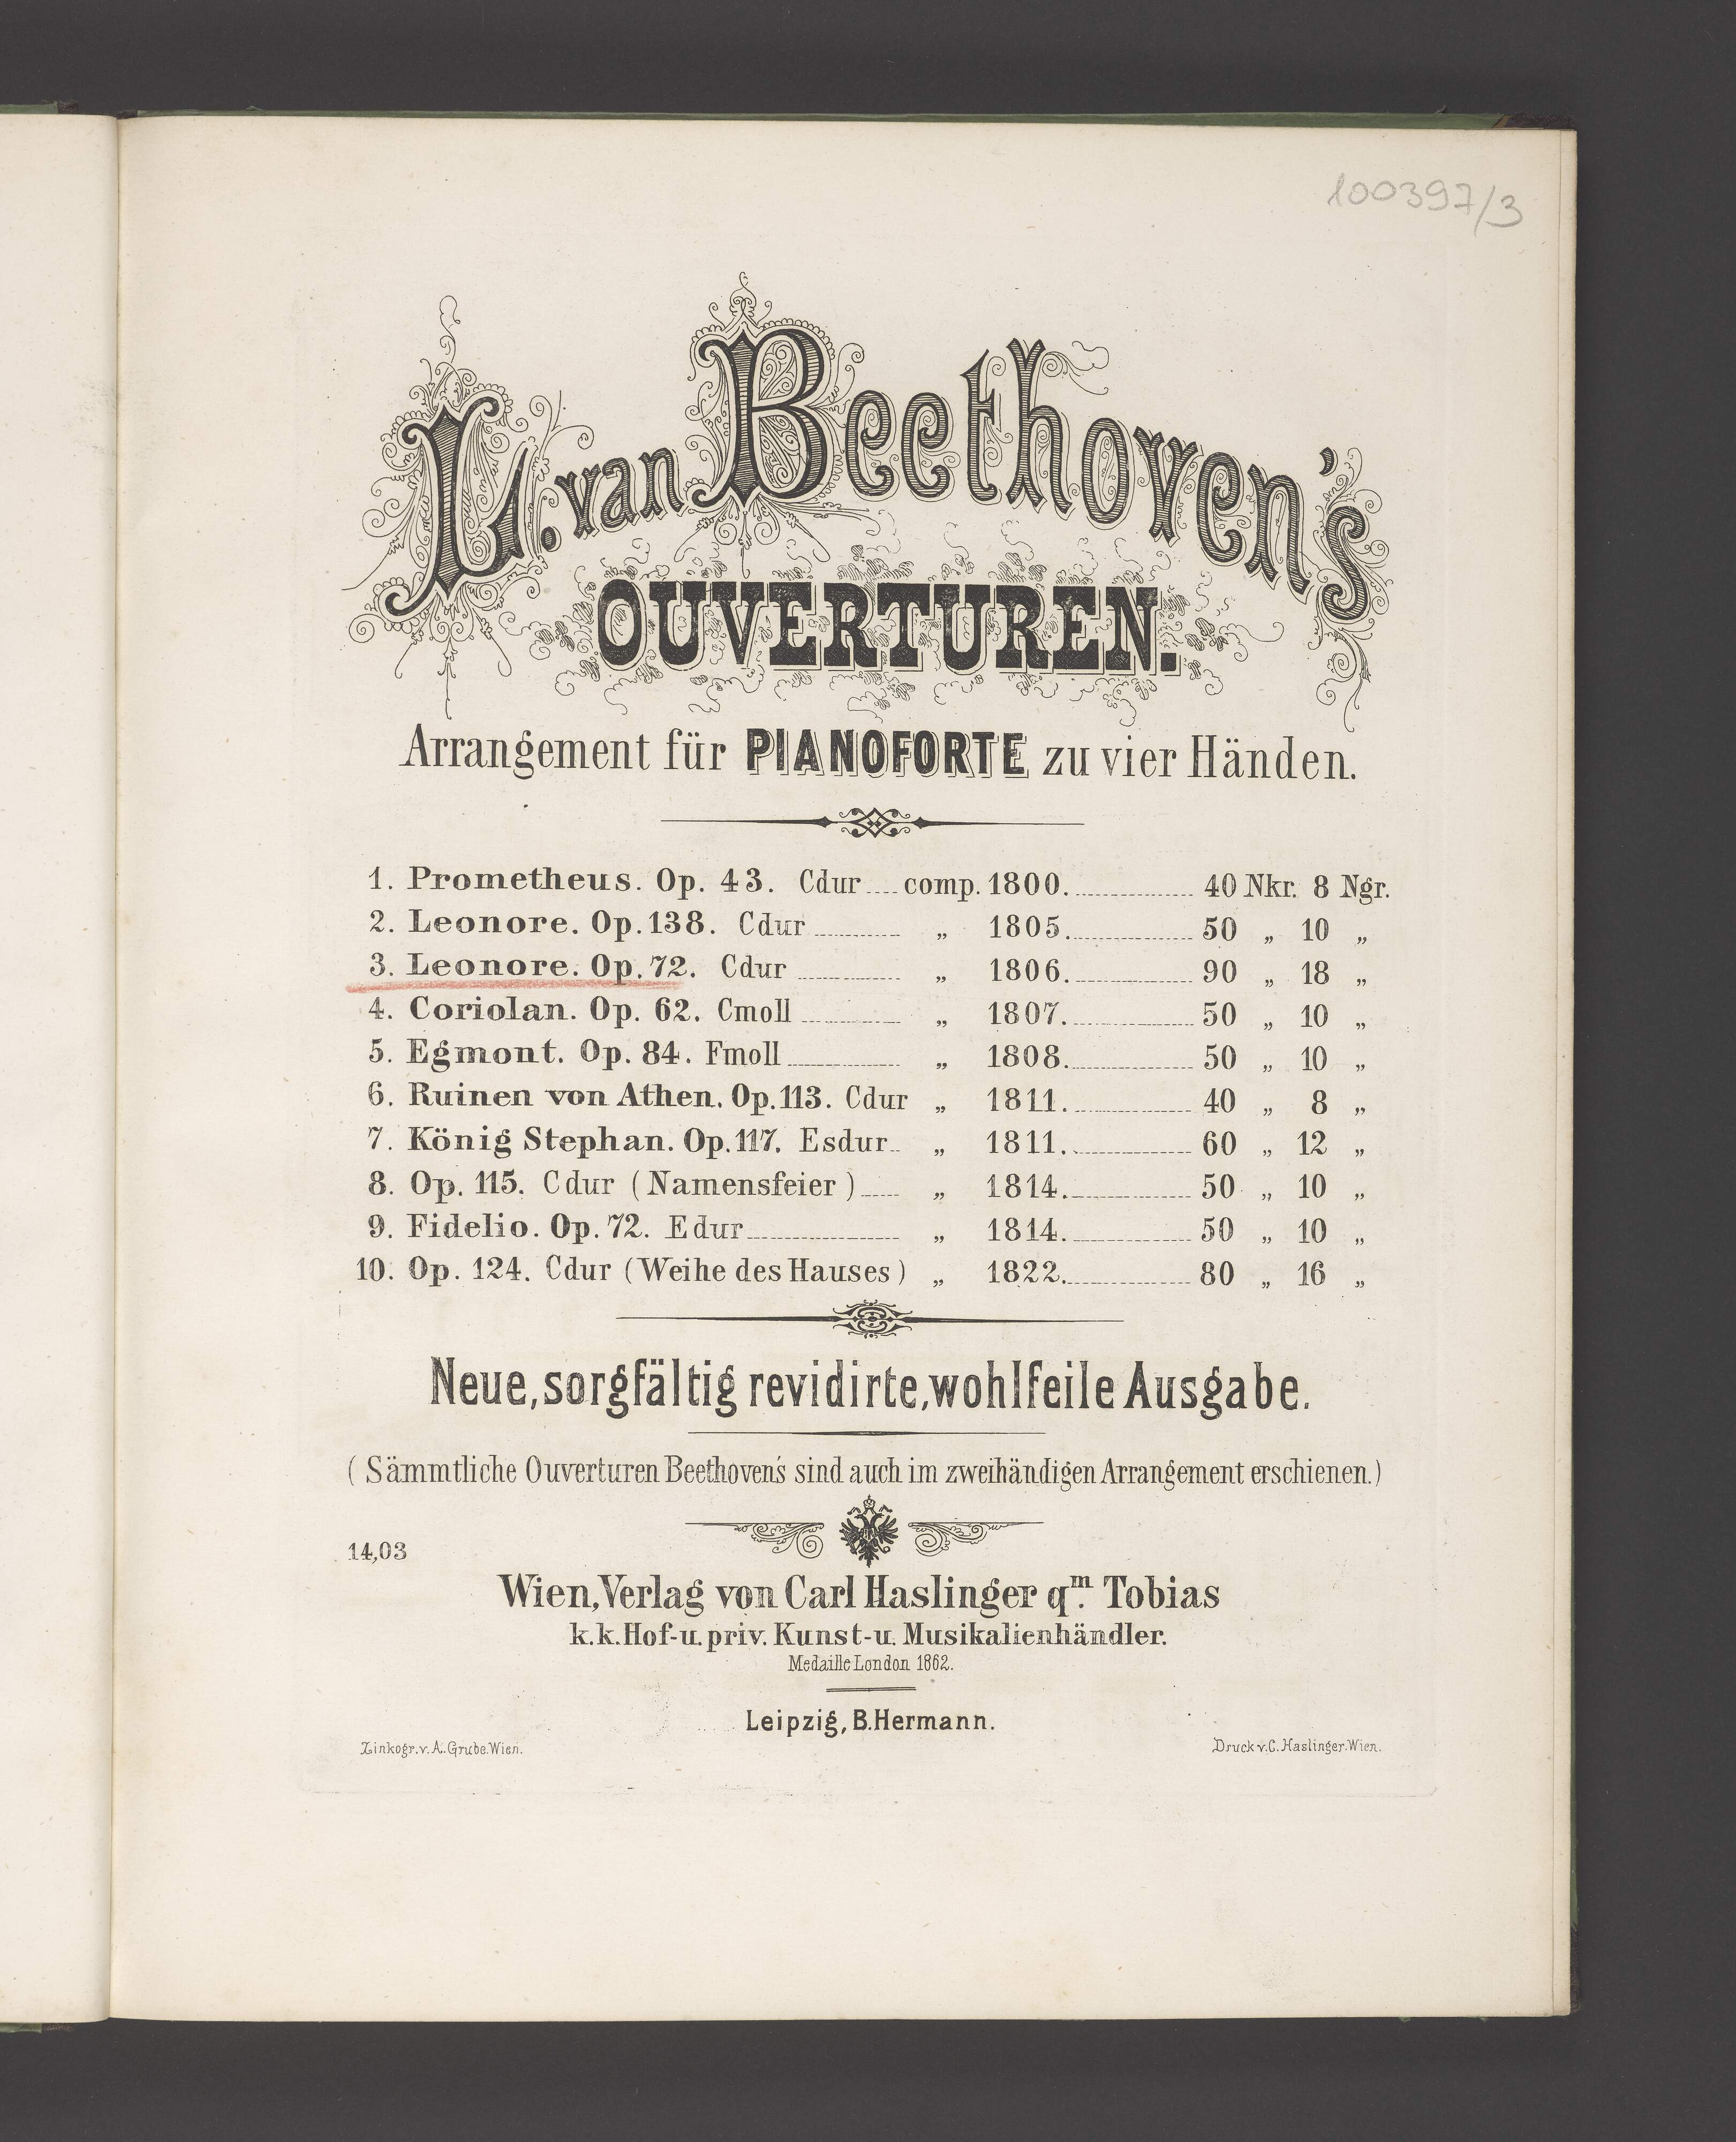 100397/3
L. van Beethoven's
OUVERTUREN.
Arrangement für PIANOFORTE zu vier Händen.
1. Prometheus. Op. 43. Cdur comp. 1800. 40 Nkr. 8 Ngr.
2. Leonore. Op. 138. Cdur „ 1805. 50 „ 10 „
3. Leonore. Op. 72. Cdur „ 1806. 90 „ 18 „
4. Coriolan. Op. 62. Cmoll „ 1807. 50 „ 10 „
5. Egmont. Op. 84. Fmoll „ 1808. 50 „ 10 „
6. Ruinen von Athen. Op. 113. Cdur „ 1811. 40 „ 8 „
7. König Stephan. Op. 117. Esdur „ 1811. 60 „ 12 „
8. Op. 115. Cdur (Namensfeier) „ 1814. 50 „ 10 „
9. Fidelio. Op. 72. Edur „ 1814. 50 „ 10 „
10. Op. 124. Cdur (Weihe des Hauses) „ 1822. 80 „ 16 „
Neue, sorgfältig revidirte, wohlfeile Ausgabe.
(Sämmtliche Ouverturen Beethoven's sind auch im zweihändigen Arrangement erschienen.)
14,03
Wien, Verlag von Carl Haslinger qm. Tobias
k. k. Hof- u. priv. Kunst- u. Musikalienhändler.
Medaille London 1862.
Leipzig, B. Hermann.
Zinkogr. v. A. Grube. Wien.
Druck v. C. Haslinger. Wien.